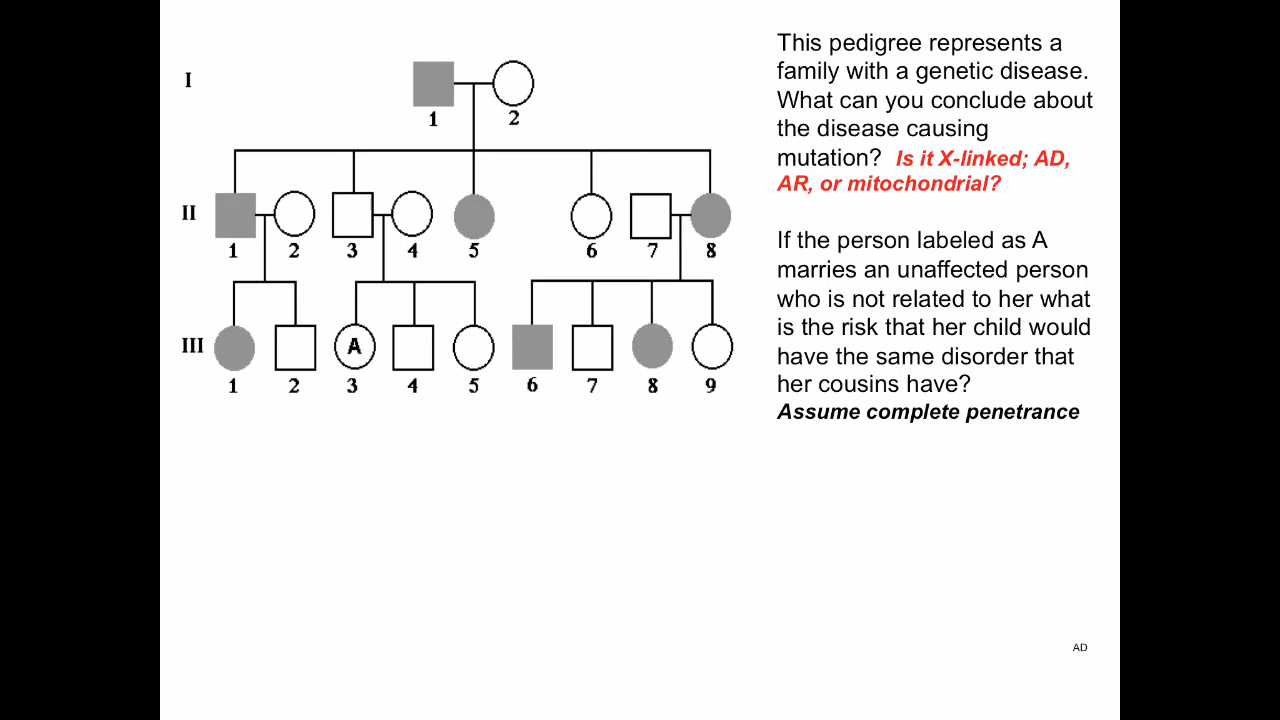 This pedigree represents a
family with a genetic disease.
What can you conclude about
the disease causing
mutation? Is it X-linked; AD,
AR, or mitochondrial?
If the person labeled as A
marries an unaffected person
who is not related to her what
is the risk that her child would
have the same disorder that
her cousins have?
Assume complete penetrance
I
1 2
II
1 2 3 4 5 6 7 8
III
A
1 2 3 4 5 6 7 8 9
AD